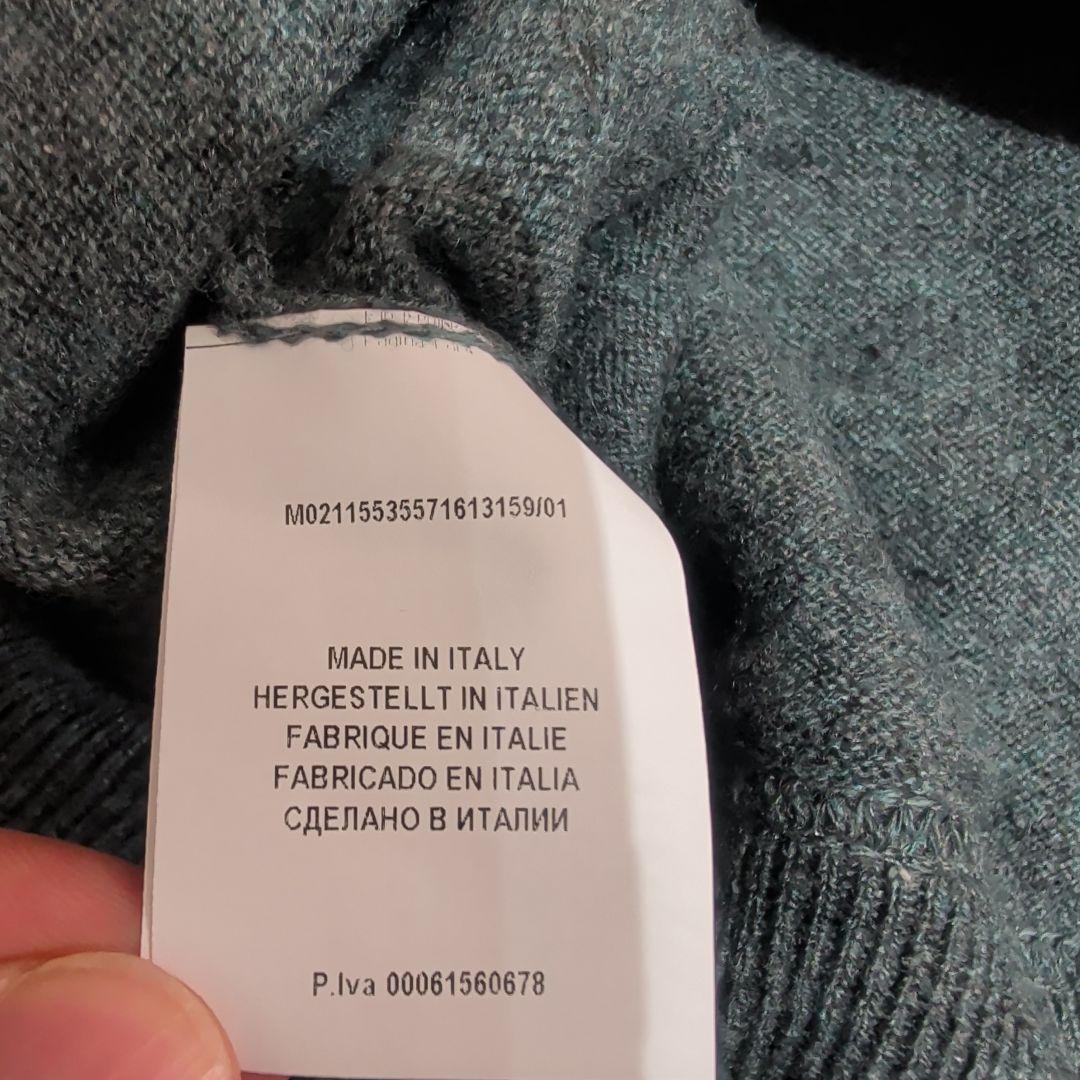 M02115535571613159/01
MADE IN ITALY
HERGESTELLT IN ITALIEN
FABRIQUE EN ITALIE
FABRICADO EN ITALIA
СДЕЛАНО В ИТАЛИИ
P.Iva 00061560678